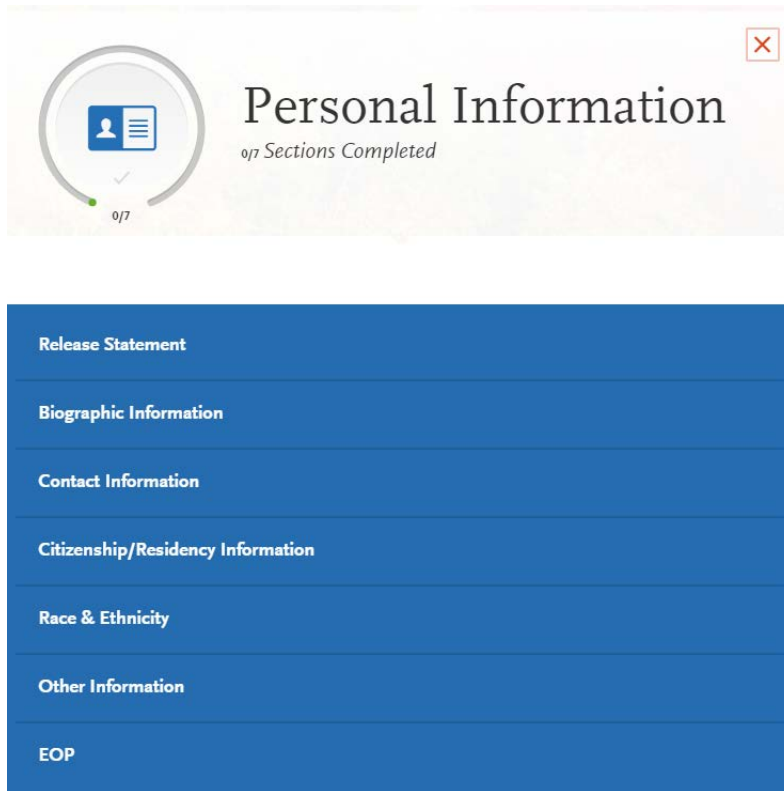 Personal Information
0/7 Sections Completed
0/7
Release Statement
Biographic Information
Contact Information
Citizenship/Residency Information
Race & Ethnicity
Other Information
EOP